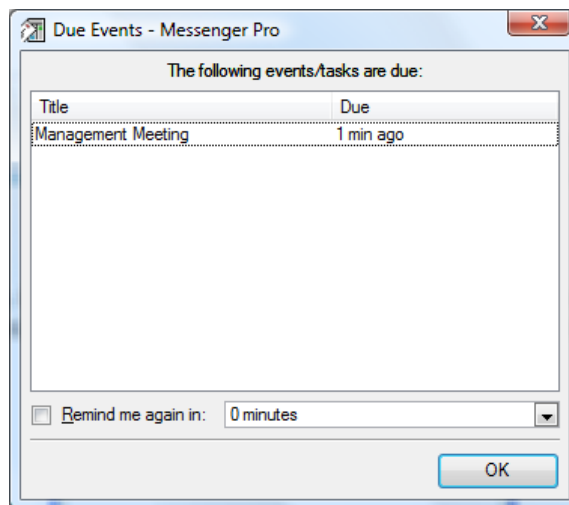 Due Events - Messenger Pro
The following events/tasks are due:
Title Due
Management Meeting 1 min ago
Remind me again in: 0 minutes
OK